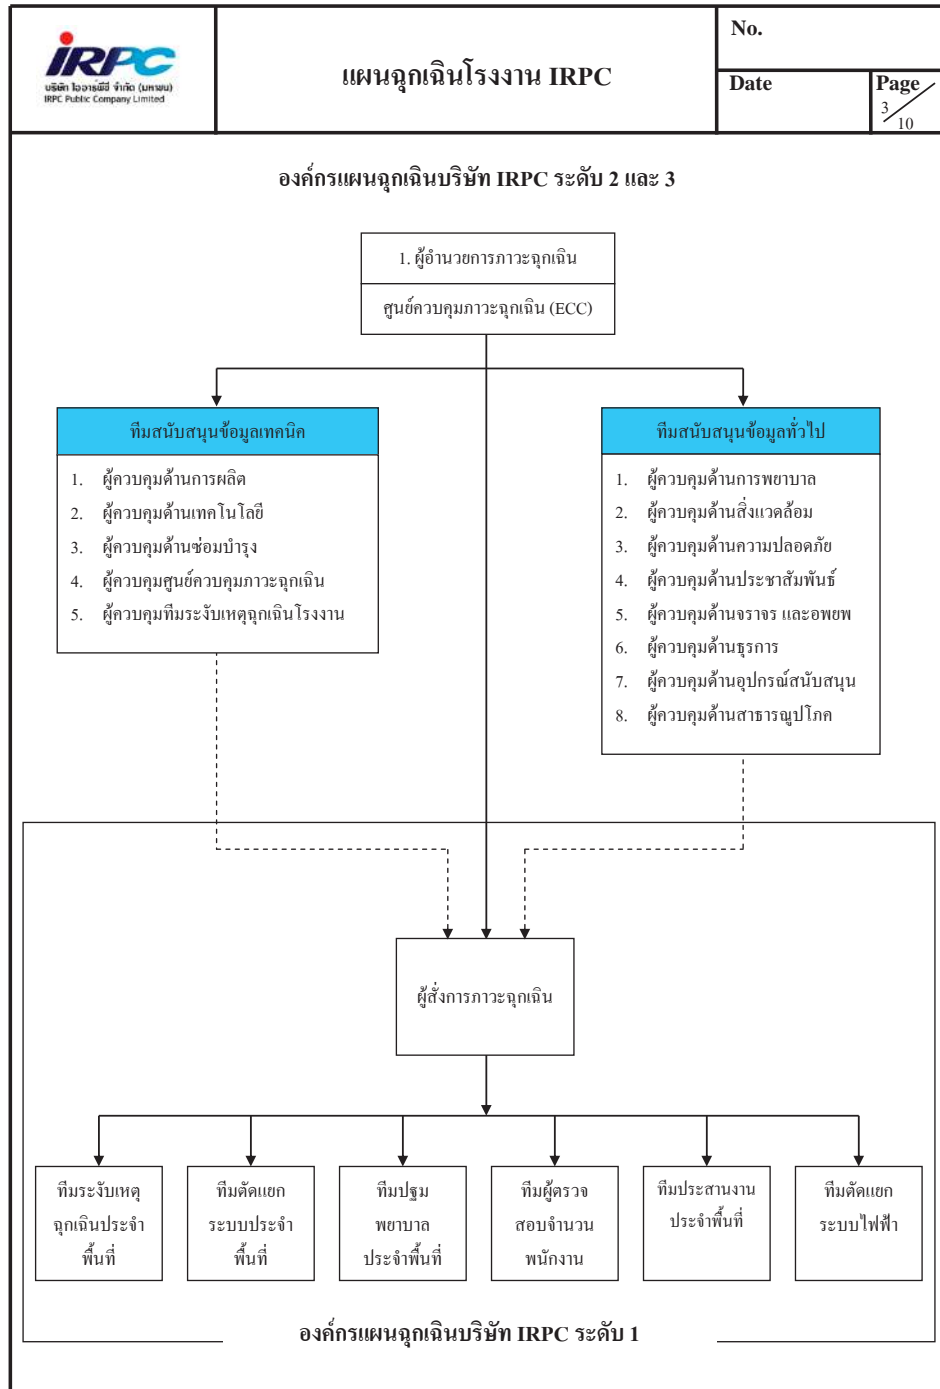 IRPC
บริษัท ไออาร์พีซี จำกัด (มหาชน)
IRPC Public Company Limited
แผนฉุกเฉินโรงงาน IRPC
No.
Date
Page
3
10
องค์กรแผนฉุกเฉินบริษัท IRPC ระดับ 2 และ 3
1. ผู้อำนวยการภาวะฉุกเฉิน
ศูนย์ควบคุมภาวะฉุกเฉิน (ECC)
ทีมสนับสนุนข้อมูลเทคนิค
1. ผู้ควบคุมด้านการผลิต
2. ผู้ควบคุมด้านเทคโนโลยี
3. ผู้ควบคุมด้านซ่อมบำรุง
4. ผู้ควบคุมศูนย์ควบคุมภาวะฉุกเฉิน
5. ผู้ควบคุมทีมระงับเหตุฉุกเฉินโรงงาน
ทีมสนับสนุนข้อมูลทั่วไป
1. ผู้ควบคุมด้านการพยาบาล
2. ผู้ควบคุมด้านสิ่งแวดล้อม
3. ผู้ควบคุมด้านความปลอดภัย
4. ผู้ควบคุมด้านประชาสัมพันธ์
5. ผู้ควบคุมด้านจราจร และอพยพ
6. ผู้ควบคุมด้านธุรการ
7. ผู้ควบคุมด้านอุปกรณ์สนับสนุน
8. ผู้ควบคุมด้านสาธารณูปโภค
ผู้สั่งการภาวะฉุกเฉิน
ทีมระงับเหตุ
ฉุกเฉินประจำ
พื้นที่
ทีมตัดแยก
ระบบประจำ
พื้นที่
ทีมปฐม
พยาบาล
ประจำพื้นที่
ทีมผู้ตรวจ
สอบจำนวน
พนักงาน
ทีมประสานงาน
ประจำพื้นที่
ทีมตัดแยก
ระบบไฟฟ้า
องค์กรแผนฉุกเฉินบริษัท IRPC ระดับ 1